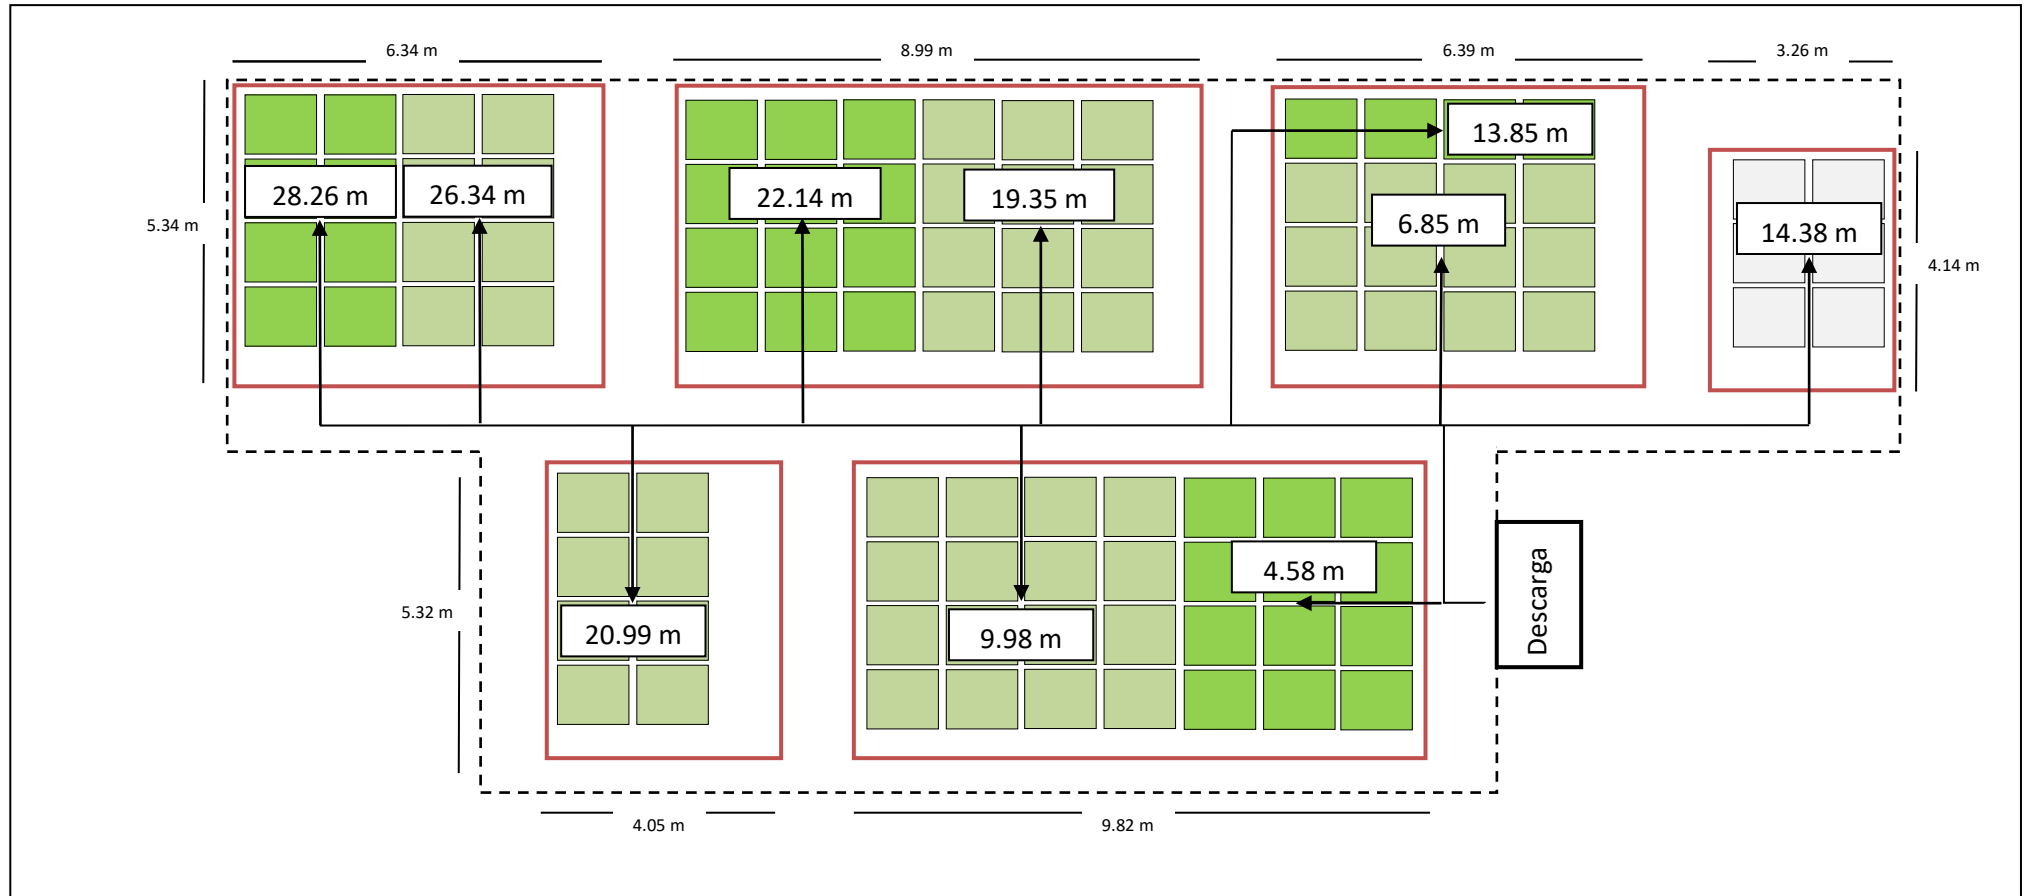 6.34 m
8.99 m
6.39 m
3.26 m
13.85 m
28.26 m
26.34 m
22.14 m
19.35 m
6.85 m
14.38 m
5.34 m
4.14 m
4.58 m
Descarga
5.32 m
20.99 m
9.98 m
4.05 m
9.82 m